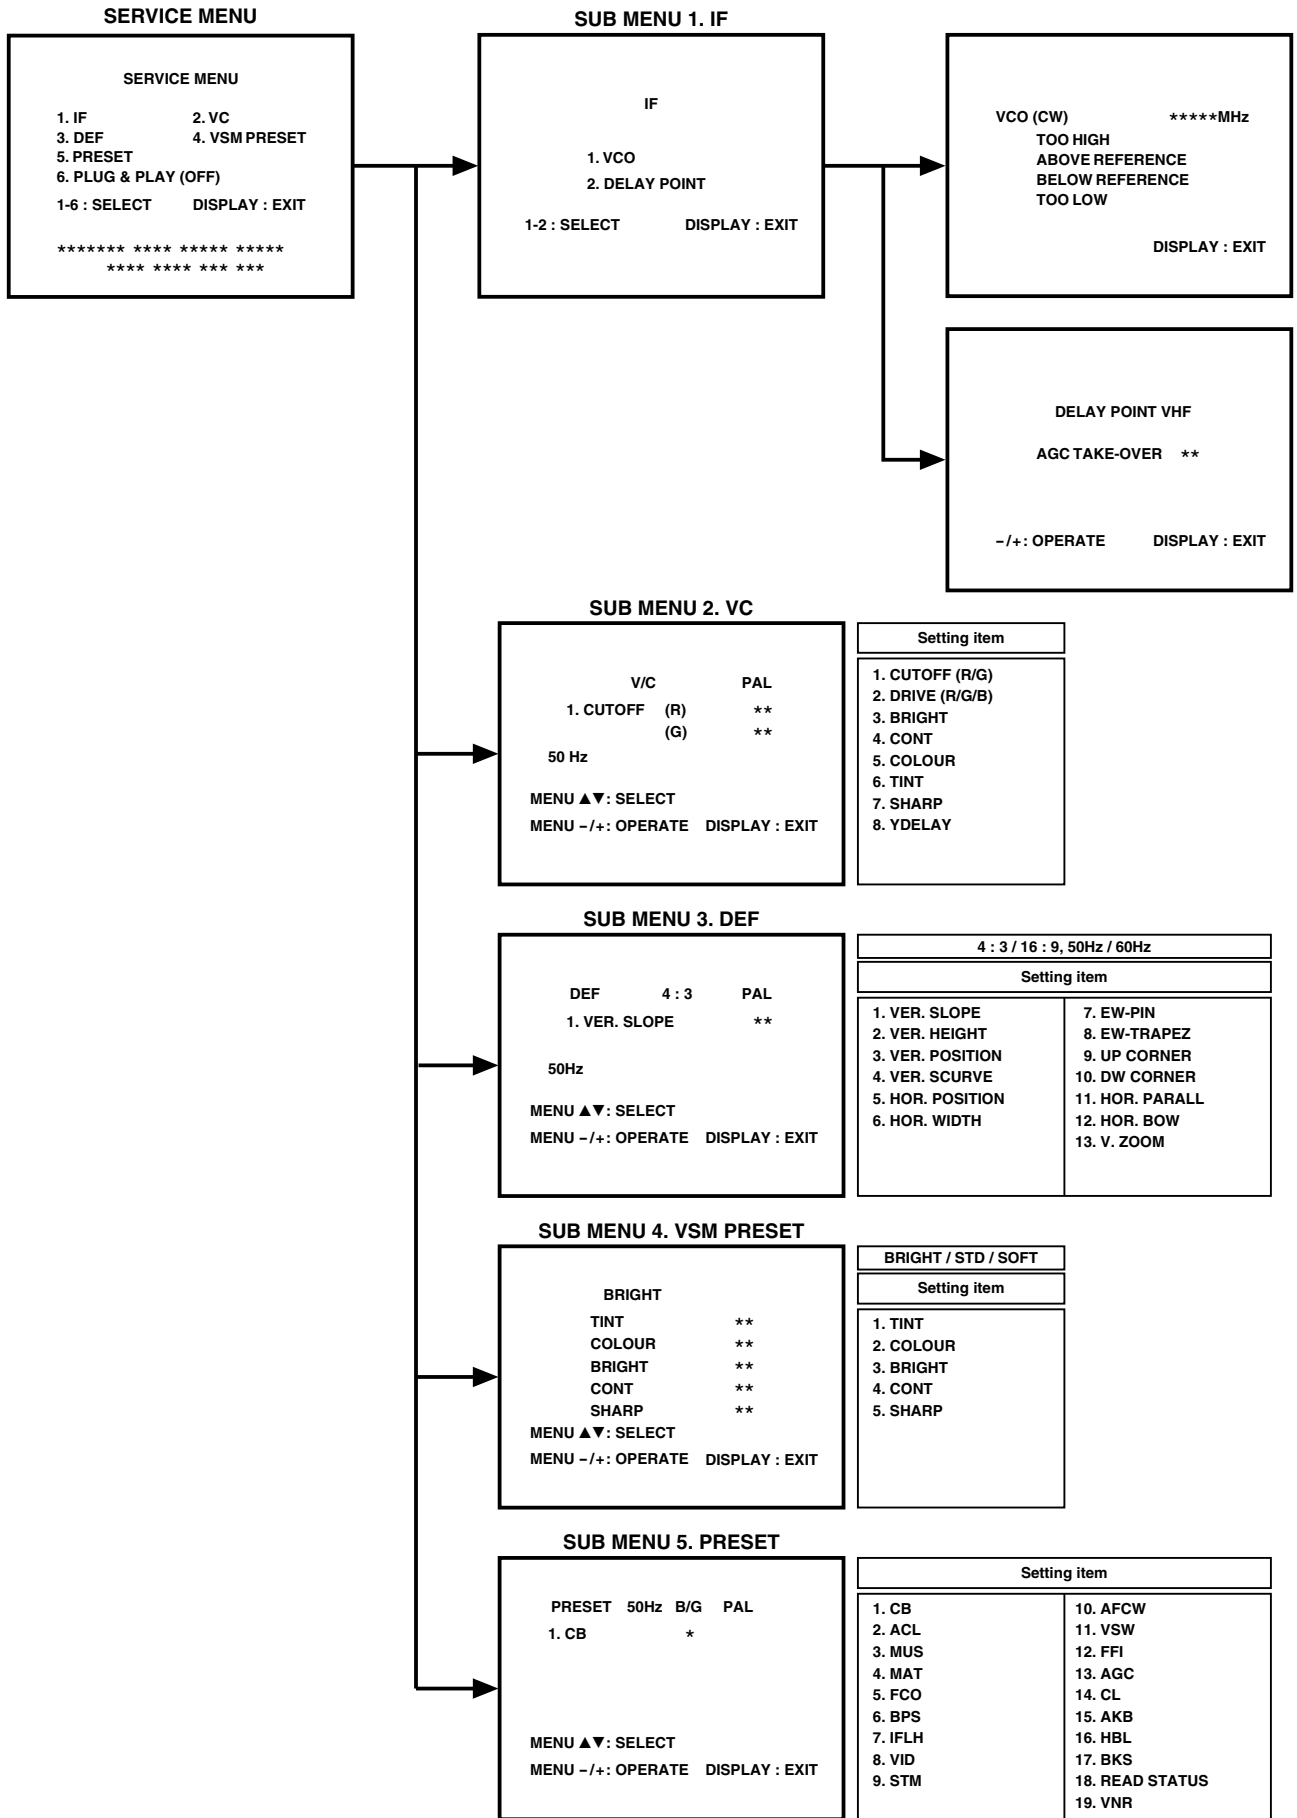 SERVICE MENU
SERVICE MENU
1. IF 2. VC
3. DEF 4. VSM PRESET
5. PRESET
6. PLUG & PLAY (OFF)
1-6 : SELECT DISPLAY : EXIT
******* **** ***** *****
**** **** *** ***
SUB MENU 1. IF
IF
1. VCO
2. DELAY POINT
1-2 : SELECT DISPLAY : EXIT
VCO (CW) *****MHz
TOO HIGH
ABOVE REFERENCE
BELOW REFERENCE
TOO LOW
DISPLAY : EXIT
DELAY POINT VHF
AGC TAKE-OVER **
–/+: OPERATE DISPLAY : EXIT
SUB MENU 2. VC
V/C PAL
1. CUTOFF (R) **
(G) **
50 Hz
MENU ▲▼: SELECT
MENU –/+: OPERATE DISPLAY : EXIT
Setting item
1. CUTOFF (R/G)
2. DRIVE (R/G/B)
3. BRIGHT
4. CONT
5. COLOUR
6. TINT
7. SHARP
8. YDELAY
SUB MENU 3. DEF
DEF 4 : 3 PAL
1. VER. SLOPE **
50Hz
MENU ▲▼: SELECT
MENU –/+: OPERATE DISPLAY : EXIT
4 : 3 / 16 : 9, 50Hz / 60Hz
Setting item
1. VER. SLOPE
2. VER. HEIGHT
3. VER. POSITION
4. VER. SCURVE
5. HOR. POSITION
6. HOR. WIDTH
7. EW-PIN
8. EW-TRAPEZ
9. UP CORNER
10. DW CORNER
11. HOR. PARALL
12. HOR. BOW
13. V. ZOOM
SUB MENU 4. VSM PRESET
BRIGHT
TINT **
COLOUR **
BRIGHT **
CONT **
SHARP **
MENU ▲▼: SELECT
MENU –/+: OPERATE DISPLAY : EXIT
BRIGHT / STD / SOFT
Setting item
1. TINT
2. COLOUR
3. BRIGHT
4. CONT
5. SHARP
SUB MENU 5. PRESET
PRESET 50Hz B/G PAL
1. CB *
MENU ▲▼: SELECT
MENU –/+: OPERATE DISPLAY : EXIT
Setting item
1. CB
2. ACL
3. MUS
4. MAT
5. FCO
6. BPS
7. IFLH
8. VID
9. STM
10. AFCW
11. VSW
12. FFI
13. AGC
14. CL
15. AKB
16. HBL
17. BKS
18. READ STATUS
19. VNR